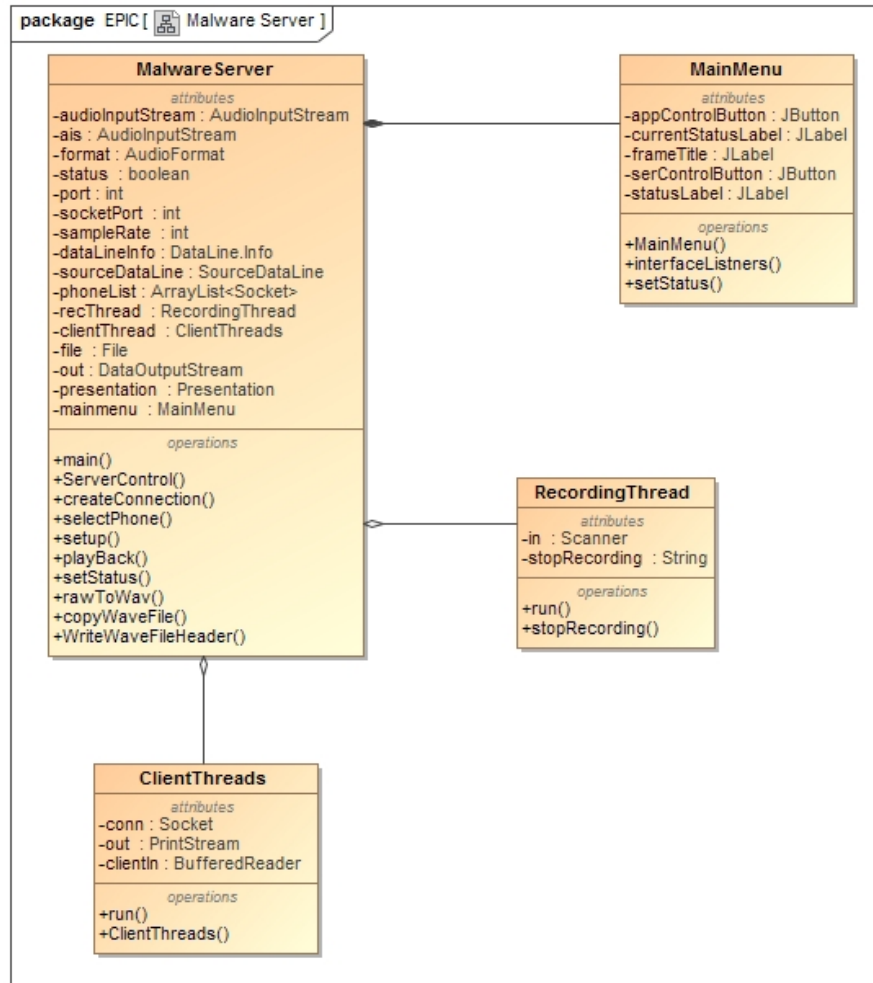 package EPIC [ Malware Server ]
MalwareServer
attributes
-audioInputStream : AudioInputStream
-ais : AudioInputStream
-format : AudioFormat
-status : boolean
-port : int
-socketPort : int
-sampleRate : int
-dataLineInfo : DataLine.Info
-sourceDataLine : SourceDataLine
-phoneList : ArrayList<Socket>
-recThread : RecordingThread
-clientThread : ClientThreads
-file : File
-out : DataOutputStream
-presentation : Presentation
-mainmenu : MainMenu
operations
+main()
+ServerControl()
+createConnection()
+selectPhone()
+setup()
+playBack()
+setStatus()
+rawToWav()
+copyWaveFile()
+WriteWaveFileHeader()
MainMenu
attributes
-appControlButton : JButton
-currentStatusLabel : JLabel
-frameTitle : JLabel
-serControlButton : JButton
-statusLabel : JLabel
operations
+MainMenu()
+interfaceListners()
+setStatus()
RecordingThread
attributes
-in : Scanner
-stopRecording : String
operations
+run()
+stopRecording()
ClientThreads
attributes
-conn : Socket
-out : PrintStream
-clientIn : BufferedReader
operations
+run()
+ClientThreads()